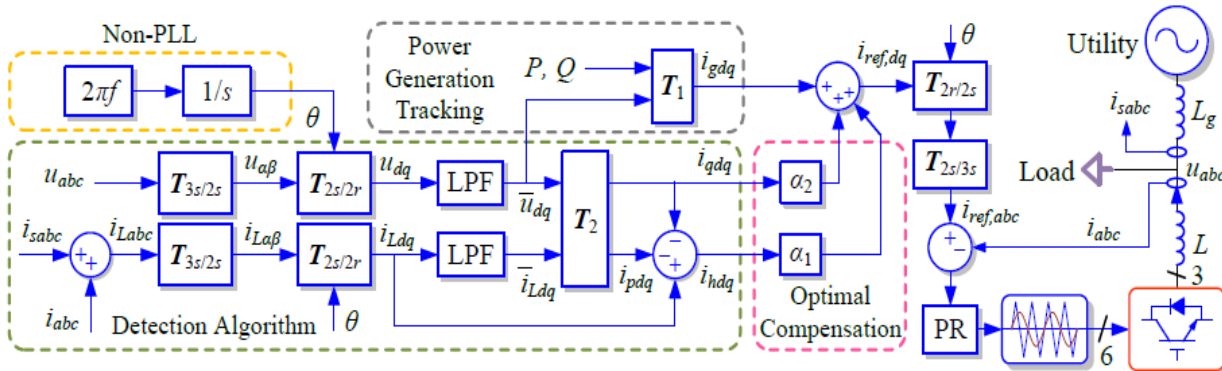 Non-PLL
2πf
1/s
θ
Power
Generation
Tracking
P, Q
T1
igdq
iref,dq
θ
T2r/2s
T2s/3s
iref,abc
Utility
isabc
Lg
Load
uabc
iabc
L
3
uabc
T3s/2s
uαβ
T2s/2r
udq
LPF
u̅dq
T2
iqdq
α2
isabc
iLabc
T3s/2s
iLαβ
T2s/2r
iLdq
LPF
i̅Ldq
ipdq
ihdq
α1
+
+
+
+
+
−
−
+
+
−
iabc
Detection Algorithm
θ
Optimal
Compensation
PR
6